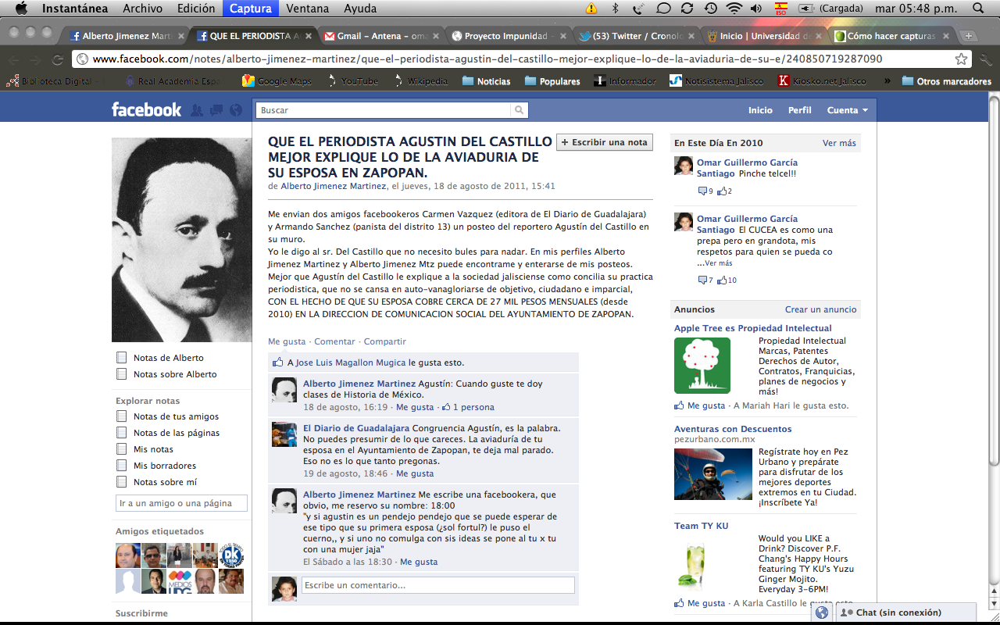 Instantánea Archivo Edición Captura Ventana Ayuda (Cargada) mar 05:48 p.m.
ISO
Alberto Jimenez Mart QUE EL PERIODISTA A Gmail - Antena - oma Proyecto Impunidad - (53) Twitter / Cronolo Inicio | Universidad de Cómo hacer capturas
www.facebook.com/notes/alberto-jimenez-martinez/que-el-periodista-agustin-del-castillo-mejor-explique-lo-de-la-aviaduria-de-su-e/240850719287090
Biblioteca Digital - Real Academia Espa Google Maps YouTube Wikipedia Noticias Populares Informador Notisistema Jalisco Kiosko.net Jalisco » Otros marcadores
facebook Buscar Inicio Perfil Cuenta
QUE EL PERIODISTA AGUSTIN DEL CASTILLO
MEJOR EXPLIQUE LO DE LA AVIADURIA DE
SU ESPOSA EN ZAPOPAN.
+ Escribir una nota
de Alberto Jimenez Martinez, el jueves, 18 de agosto de 2011, 15:41
Me envian dos amigos facebookeros Carmen Vazquez (editora de El Diario de Guadalajara)
y Armando Sanchez (panista del distrito 13) un posteo del reportero Agustín del Castillo en
su muro.
Yo le digo al sr. Del Castillo que no necesito bules para nadar. En mis perfiles Alberto
Jimenez Martinez y Alberto Jimenez Mtz puede encontrame y enterarse de mis posteos.
Mejor que Agustín del Castillo le explique a la sociedad jalisciense como concilia su practica
periodistica, que no se cansa en auto-vanagloriarse de objetivo, ciudadano e imparcial,
CON EL HECHO DE QUE SU ESPOSA COBRE CERCA DE 27 MIL PESOS MENSUALES (desde
2010) EN LA DIRECCION DE COMUNICACION SOCIAL DEL AYUNTAMIENTO DE ZAPOPAN.
Me gusta · Comentar · Compartir
A Jose Luis Magallon Mugica le gusta esto.
Alberto Jimenez Martinez Agustín: Cuando guste te doy
clases de Historia de México.
18 de agosto, 16:19 · Me gusta · 1 persona
El Diario de Guadalajara Congruencia Agustín, es la palabra.
No puedes presumir de lo que careces. La aviaduría de tu
esposa en el Ayuntamiento de Zapopan, te deja mal parado.
Eso no es lo que tanto pregonas.
19 de agosto, 18:46 · Me gusta
Alberto Jimenez Martinez Me escribe una facebookera, que
obvio, me reservo su nombre: 18:00
"y si agustin es un pendejo pendejo que se puede esperar de
ese tipo que su primera esposa (¿sol fortul?) le puso el
cuerno,, y si uno no comulga con sis ideas se pone al tu x tu
con una mujer jaja"
El Sábado a las 18:30 · Me gusta
Escribe un comentario...
Notas de Alberto
Notas sobre Alberto
Explorar notas
Notas de tus amigos
Notas de las páginas
Mis notas
Mis borradores
Notas sobre mí
Ir a un amigo o una página
Amigos etiquetados
DK
1250
MEDIOS
UDG
Suscribirme
En Este Día En 2010 Ver más
Omar Guillermo García
Santiago Pinche telcel!!
9 2
Omar Guillermo García
Santiago El CUCEA es como una
prepa pero en grandota, mis
respetos para quien se pueda co
...Ver más
7 10
Anuncios Crear un anuncio
Apple Tree es Propiedad Intelectual
Propiedad Intelectual
Marcas, Patentes
Derechos de Autor,
Contratos, Franquicias,
planes de negocios y
más!
Me gusta · A Mariah Hari le gusta esto.
Aventuras con Descuentos
pezurbano.com.mx
Regístrate hoy en Pez
Urbano y prepárate
para disfrutar de los
mejores deportes
extremos en tu Ciudad.
¡Inscríbete Ya!
Team TY KU
Would you LIKE a
Drink? Discover P.F.
Chang's Happy Hours
featuring TY KU's Yuzu
Ginger Mojito.
Everyday 3-6PM!
Me gusta · A Karla Castillo le gusta esto.
Chat (sin conexión)